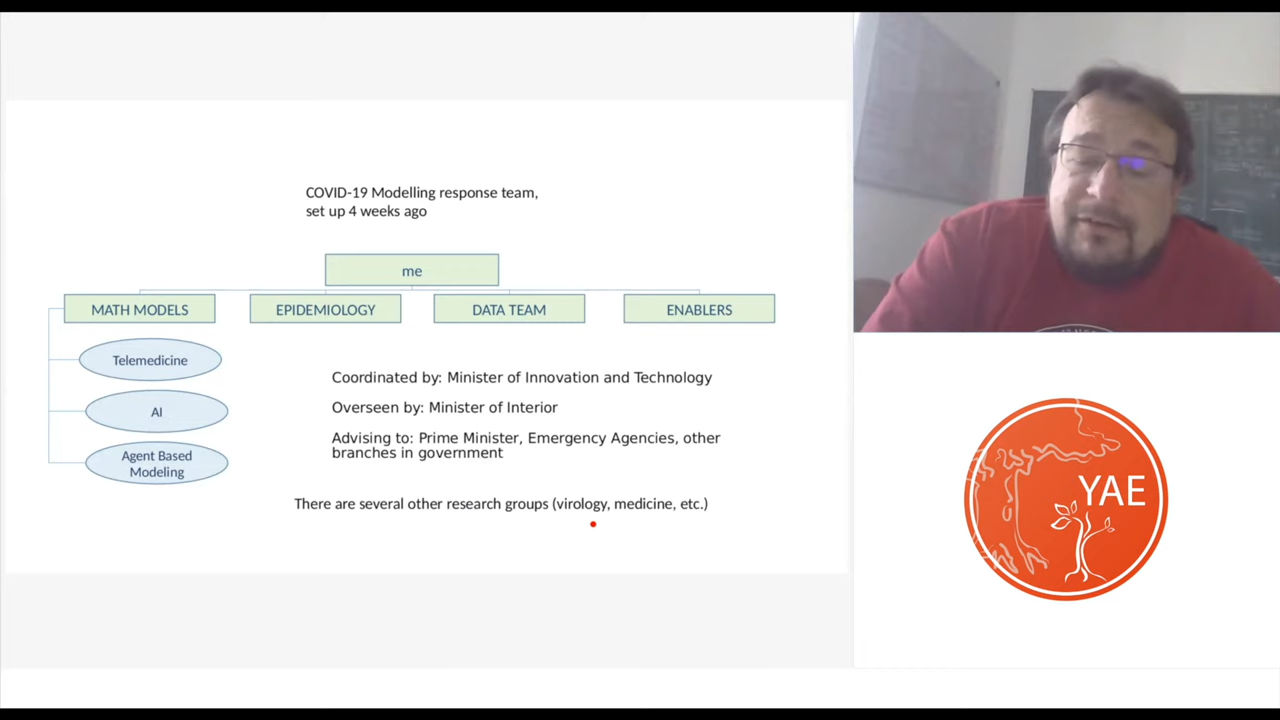 COVID-19 Modelling response team,
set up 4 weeks ago
me
MATH MODELS
EPIDEMIOLOGY
DATA TEAM
ENABLERS
Telemedicine
AI
Agent Based
Modeling
Coordinated by: Minister of Innovation and Technology
Overseen by: Minister of Interior
Advising to: Prime Minister, Emergency Agencies, other
branches in government
There are several other research groups (virology, medicine, etc.)
YAE